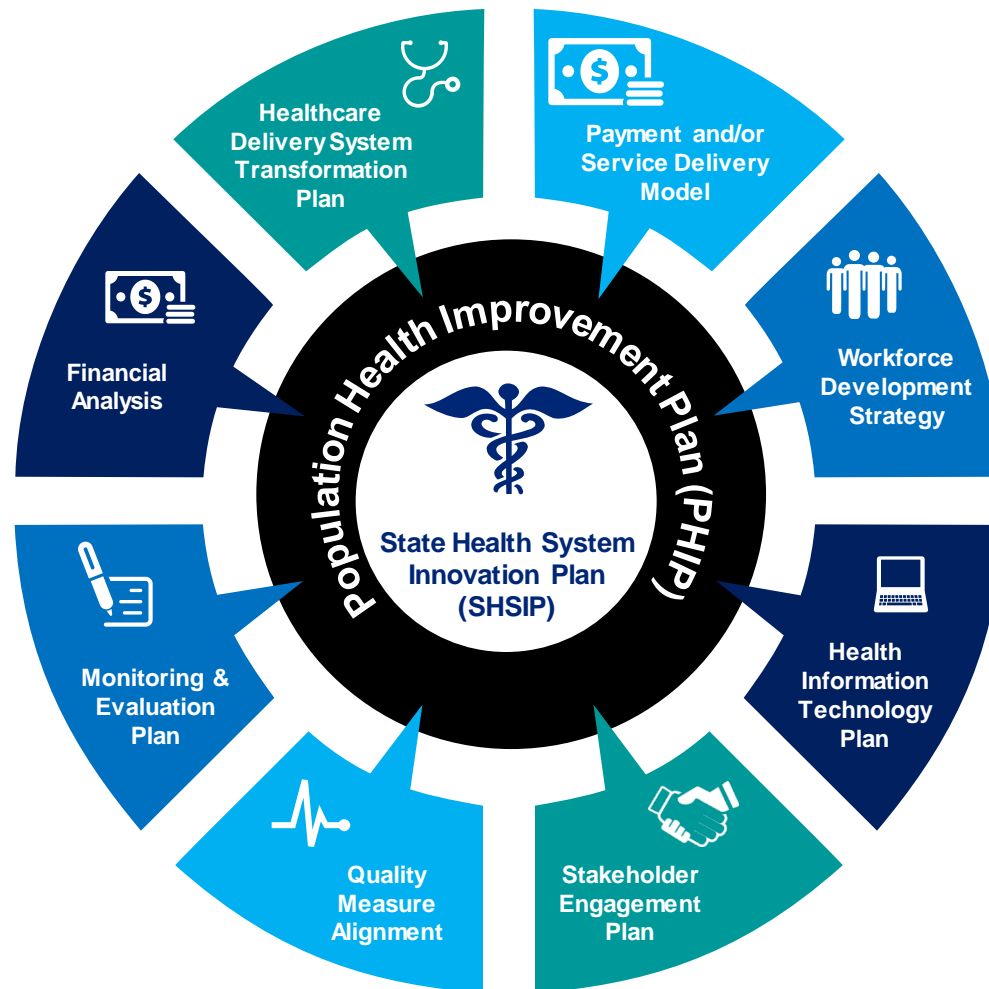 Healthcare
Delivery System
Transformation
Plan
$
Payment and/or
Service Delivery
Model
Workforce
Development
Strategy
Health
Information
Technology
Plan
Stakeholder
Engagement
Plan
Quality
Measure
Alignment
Monitoring &
Evaluation
Plan
$
Financial
Analysis
Population Health Improvement Plan (PHIP)
State Health System
Innovation Plan
(SHSIP)